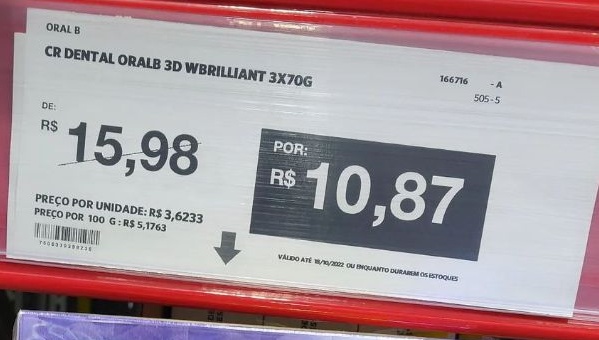 ORAL B
CR DENTAL ORALB 3D WBRILLIANT 3X70G
166716 - A
505 - 5
DE:
R$ 15,98
POR:
R$ 10,87
PREÇO POR UNIDADE: R$ 3,6233
PREÇO POR 100 G : R$ 5,1763
VÁLIDO ATÉ 18/10/2022 OU ENQUANTO DURAREM OS ESTOQUES